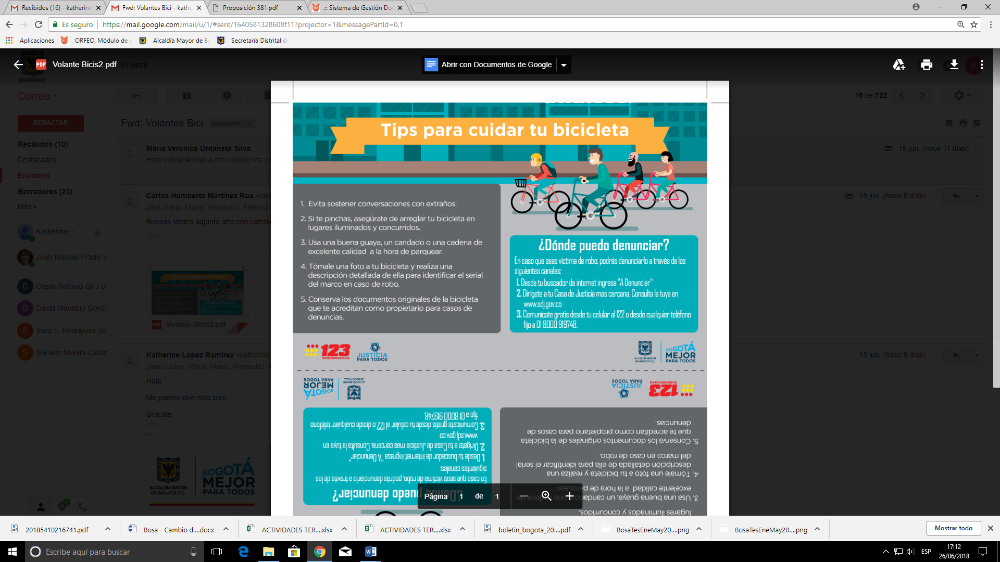 Recibidos (16) - katherine
Fwd: Volantes Bici - kathe
Proposición 381.pdf
.:: Sistema de Gestión Do
Es seguro
https://mail.google.com/mail/u/1/#sent/1640581328608f11?projector=1&messagePartId=0.1
Aplicaciones
ORFEO, Módulo de A
Alcaldía Mayor de Bo
Secretaría Distrital de
PDF
Volante Bicis2.pdf
in:sent
Abrir con Documentos de Google
BOGOTÁ D.C.
Correo
15 de 722
REDACTAR
Fwd: Volantes Bici
Recibidos x
Recibidos (10)
Destacados
Enviados
Borradores (23)
Más
Katherine
Juan Manuel Prado V
Cesar Antonio Gil For
David Mauricio Gonza
Sara L. Rodriguez Go
Stefany Murillo Cardo
Maria Veronica Urdaneta Silva
Hola todos! Anexo a este correo les en
15 jun. (hace 11 días)
Carlos Humberto Martinez Roa <carl
para Maria, Maria, Alejandro, Alejandra
18 jun. (hace 8 días)
Buenas tardes adjunto arte con cambio
PDF Volante Bicis2.pdf
Katherine Lopez Ramirez <katherine
para Carlos, Maria, Maria, Alejandro, A
18 jun. (hace 8 días)
Hola
Me parece que esta bien.
Gracias.
--
ALCALDÍA MAYOR
DE BOGOTÁ D.C.
BOGOTÁ
MEJOR
PARA TODOS
Tips para cuidar tu bicicleta
1. Evita sostener conversaciones con extraños.
2. Si te pinchas, asegúrate de arreglar tu bicicleta en
lugares iluminados y concurridos.
3. Usa una buena guaya, un candado o una cadena de
excelente calidad a la hora de parquear.
4. Tómale una foto a tu bicicleta y realiza una
descripción detallada de ella para identificar el serial
del marco en caso de robo.
5. Conserva los documentos originales de la bicicleta
que te acreditan como propietario para casos de
denuncias.
¿Dónde puedo denunciar?
En caso que seas víctima de robo, podrás denunciarlo a través de los
siguientes canales:
1. Desde tu buscador de internet ingresa "A Denunciar"
2. Dirígete a tu Casa de Justicia mas cercana. Consulta la tuya en
www.sdj.gov.co
3. Comunícate gratis desde tu celular al 122 o desde cualquier teléfono
fijo a 01 8000 919748.
123
EMERGENCIAS
JUSTICIA
PARA TODOS
ALCALDÍA MAYOR
DE BOGOTÁ D.C.
BOGOTÁ
MEJOR
PARA TODOS
BOGOTÁ
MEJOR
PARA TODOS
ALCALDÍA MAYOR
DE BOGOTÁ D.C.
JUSTICIA
PARA TODOS
123
EMERGENCIAS
¿Dónde puedo denunciar?
En caso que seas víctima de robo, podrás denunciarlo a través de los
siguientes canales:
1. Desde tu buscador de internet ingresa "A Denunciar"
2. Dirígete a tu Casa de Justicia mas cercana. Consulta la tuya en
www.sdj.gov.co
3. Comunícate gratis desde tu celular al 122 o desde cualquier teléfono
fijo a 01 8000 919748.
lugares iluminados y concurridos.
3. Usa una buena guaya, un candado o una cadena de
excelente calidad a la hora de parquear.
4. Tómale una foto a tu bicicleta y realiza una
descripción detallada de ella para identificar el serial
del marco en caso de robo.
5. Conserva los documentos originales de la bicicleta
que te acreditan como propietario para casos de
denuncias.
Página 1 de 1
20185410216741.pdf
Bosa - Cambio d....docx
ACTIVIDADES TER....xlsx
ACTIVIDADES TER....xlsx
boletin_bogota_20....pdf
BosaTesEneMay20....png
BosaTesEneMay20....png
Mostrar todo
Escribe aquí para buscar
ESP
17:12
26/06/2018